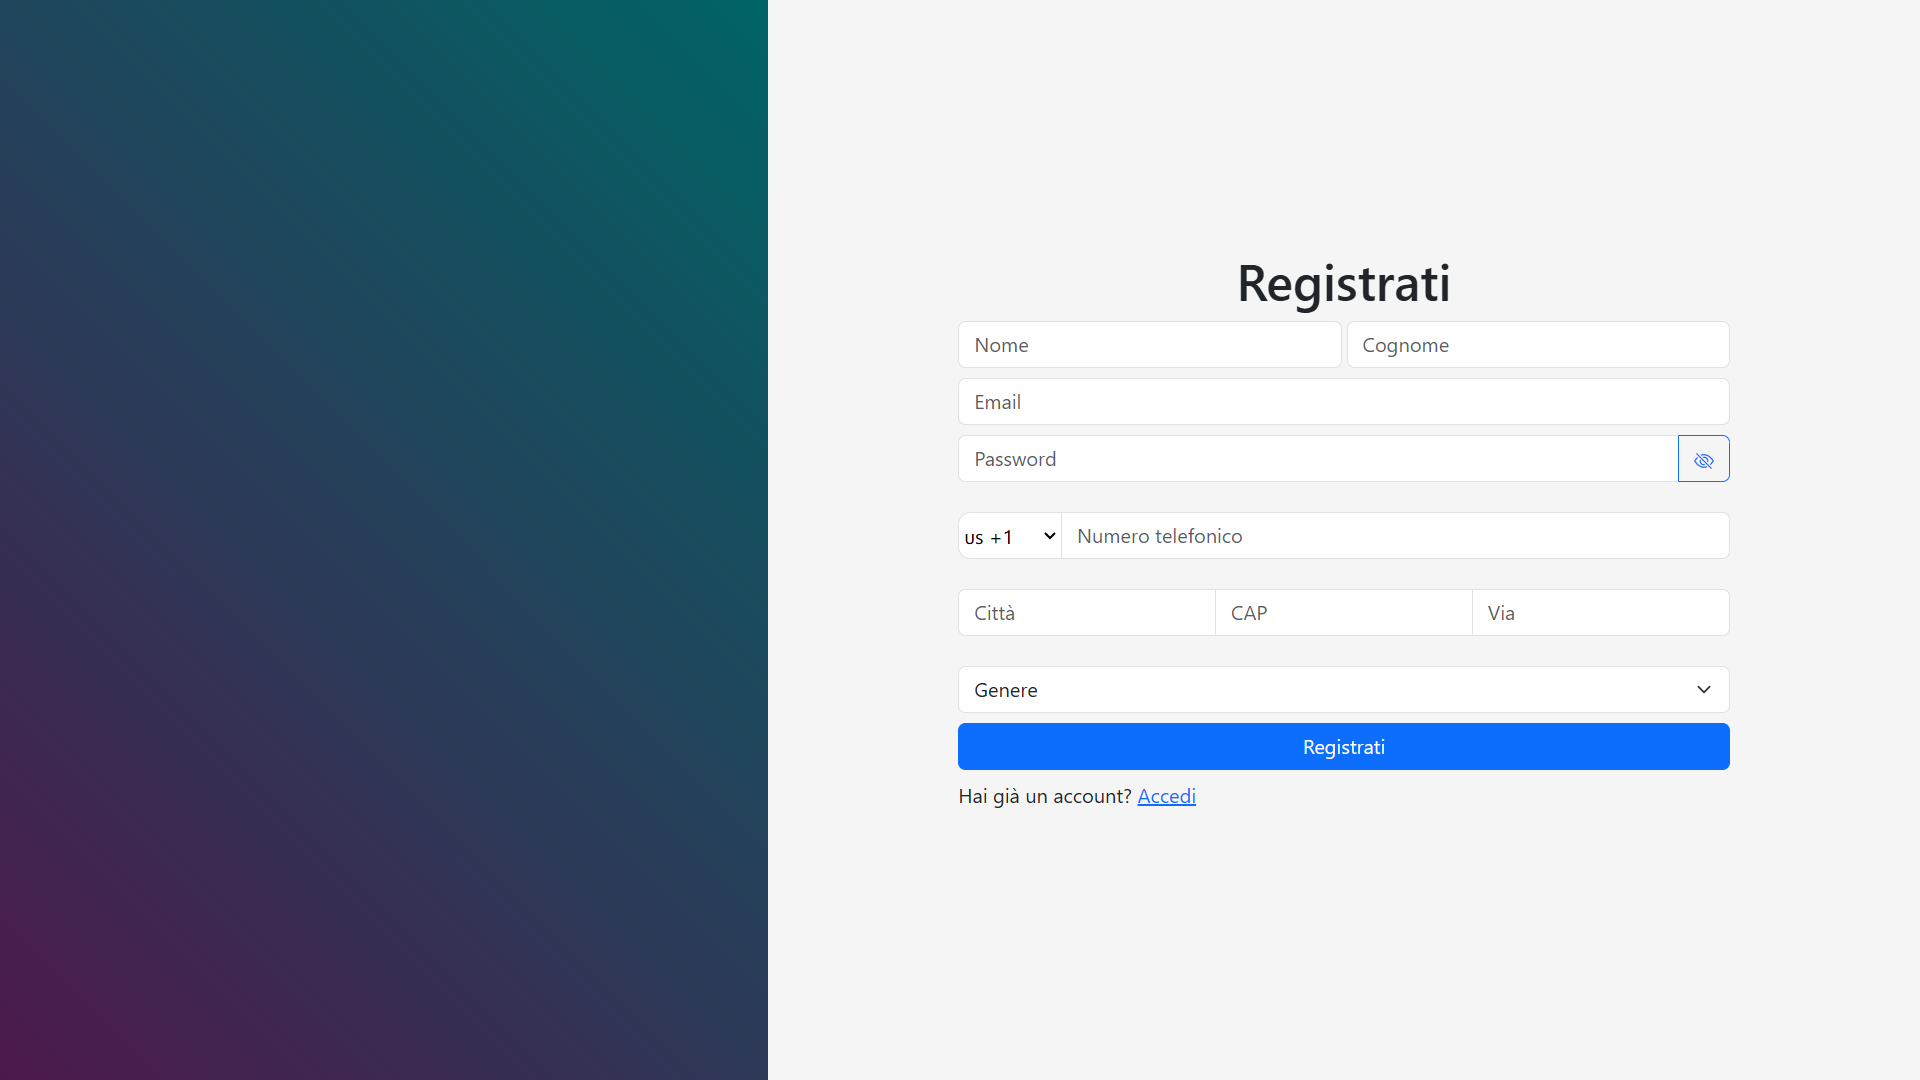 Registrati
Nome Cognome
Email
Password
us +1 Numero telefonico
Città CAP Via
Genere
Registrati
Hai già un account? Accedi